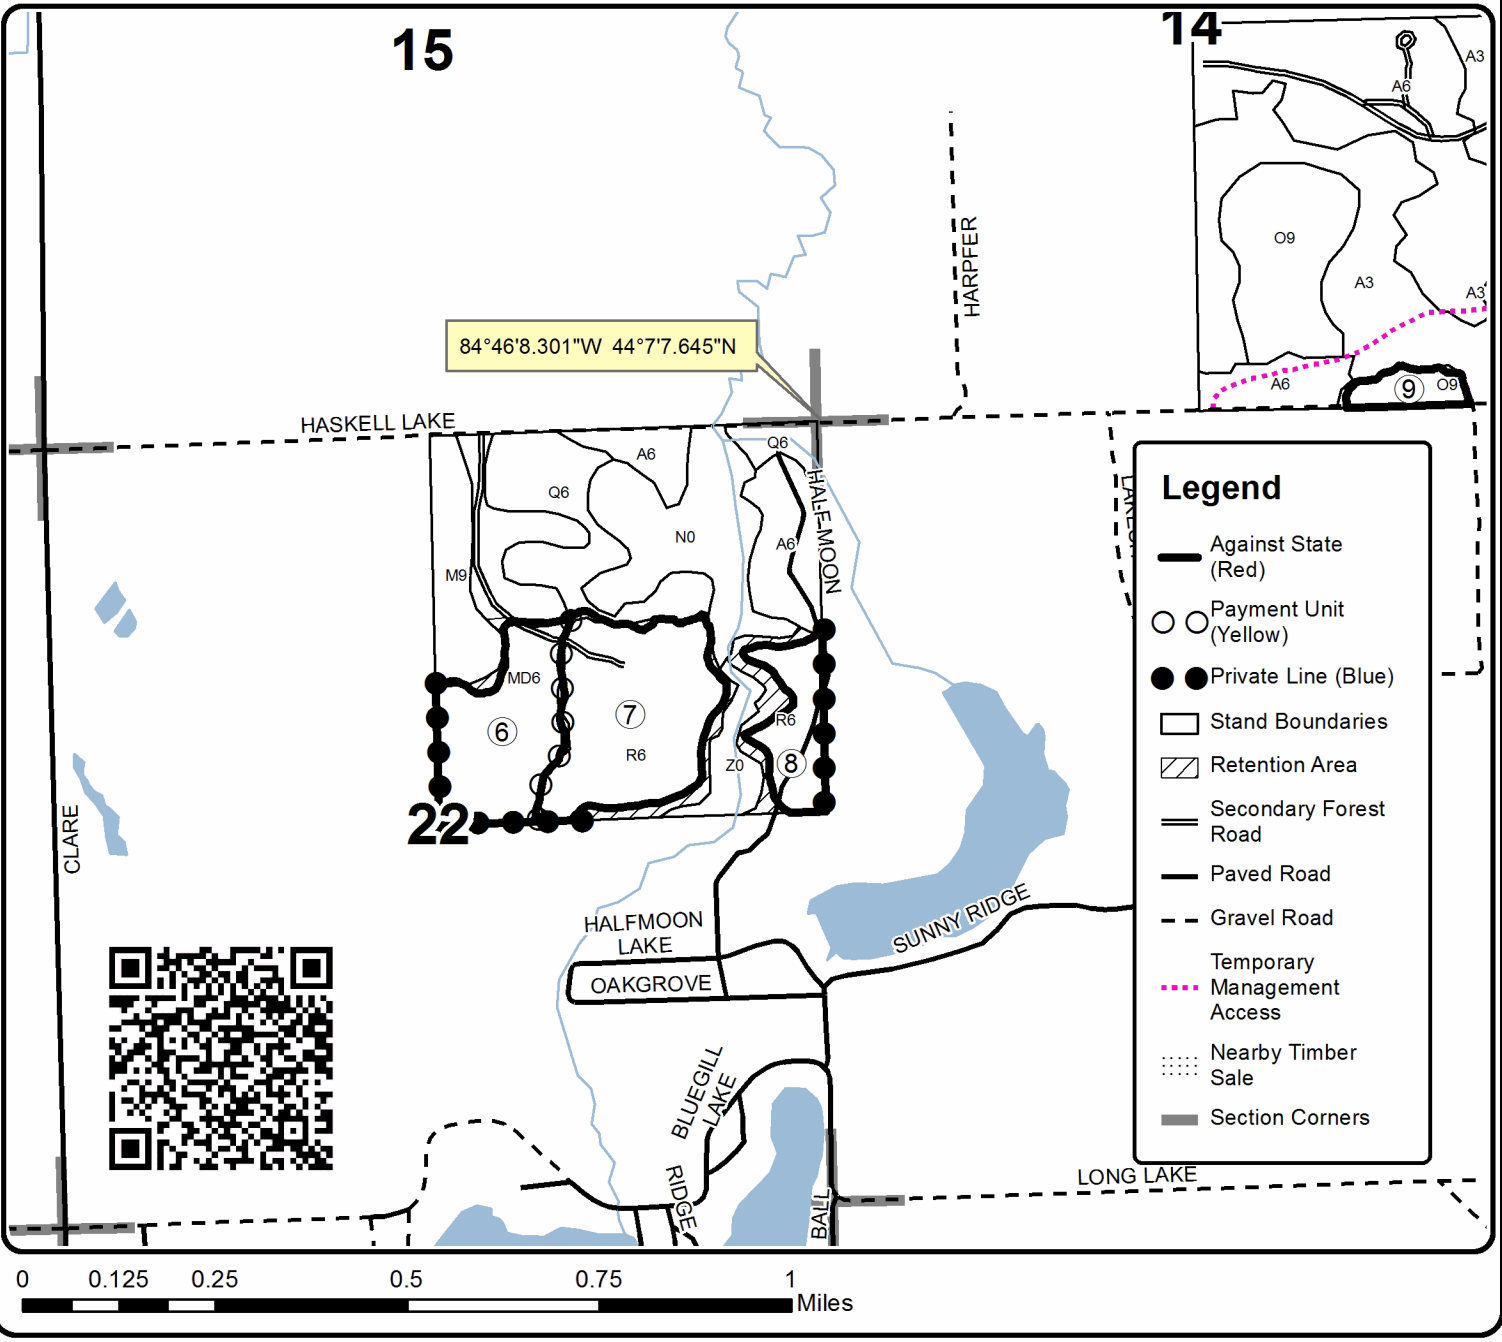 15
14
A3
A6
O9
A3
A3
HARPFER
84°46'8.301"W 44°7'7.645"N
A6
9
O9
HASKELL LAKE
Q6
A6
Q6
HALF MOON
N0
A6
M9
MD6
7
6
R6
R6
Z0
8
22
CLARE
HALFMOON
LAKE
OAKGROVE
SUNNY RIDGE
BLUEGILL
LAKE
RIDGE
BALL
LONG LAKE
Legend
Against State
(Red)
Payment Unit
(Yellow)
Private Line (Blue)
Stand Boundaries
Retention Area
Secondary Forest
Road
Paved Road
Gravel Road
Temporary
Management
Access
Nearby Timber
Sale
Section Corners
0 0.125 0.25 0.5 0.75 1
Miles